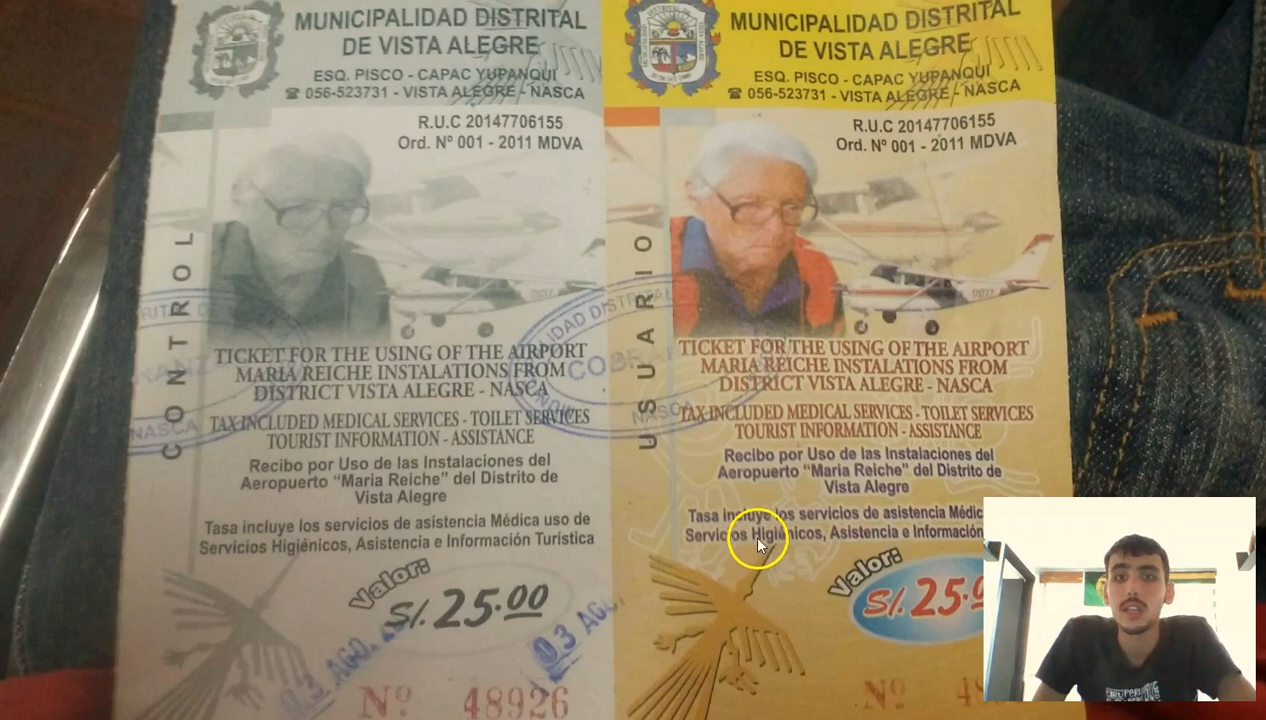 MUNICIPALIDAD DISTRITAL
DE VISTA ALEGRE
ESQ. PISCO - CAPAC YUPANQUI
☎ 056-523731 - VISTA ALEGRE - NASCA
R.U.C 20147706155
Ord. Nº 001 - 2011 MDVA
CONTROL
TICKET FOR THE USING OF THE AIRPORT
MARIA REICHE INSTALATIONS FROM
DISTRICT VISTA ALEGRE - NASCA
TAX INCLUDED MEDICAL SERVICES - TOILET SERVICES
TOURIST INFORMATION - ASSISTANCE
Recibo por Uso de las Instalaciones del
Aeropuerto “Maria Reiche” del Distrito de
Vista Alegre
Tasa incluye los servicios de asistencia Médica uso de
Servicios Higiénicos, Asistencia e Información Turística
Valor:
S/. 25.00
03 AGO.
Nº 48926
NASCA
MUNICIPALIDAD DISTRITAL
DE VISTA ALEGRE
ESQ. PISCO - CAPAC YUPANQUI
☎ 056-523731 - VISTA ALEGRE - NASCA
R.U.C 20147706155
Ord. Nº 001 - 2011 MDVA
USUARIO
TICKET FOR THE USING OF THE AIRPORT
MARIA REICHE INSTALATIONS FROM
DISTRICT VISTA ALEGRE - NASCA
TAX INCLUDED MEDICAL SERVICES - TOILET SERVICES
TOURIST INFORMATION - ASSISTANCE
Recibo por Uso de las Instalaciones del
Aeropuerto “Maria Reiche” del Distrito de
Vista Alegre
Tasa incluye los servicios de asistencia
Servicios Higiénicos, Asistencia e Información
Valor:
S/. 25.0
03 AGO.
Nº 48
NASCA